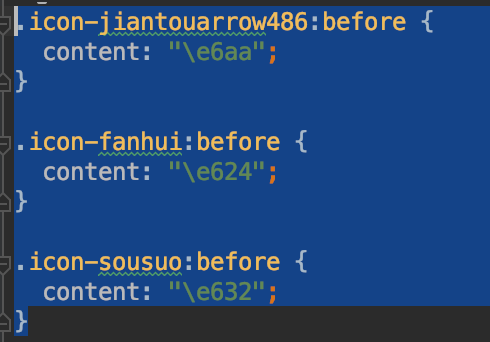 .icon-jiantouarrow486:before {
content: "\e6aa";
}
.icon-fanhui:before {
content: "\e624";
}
.icon-sousuo:before {
content: "\e632";
}